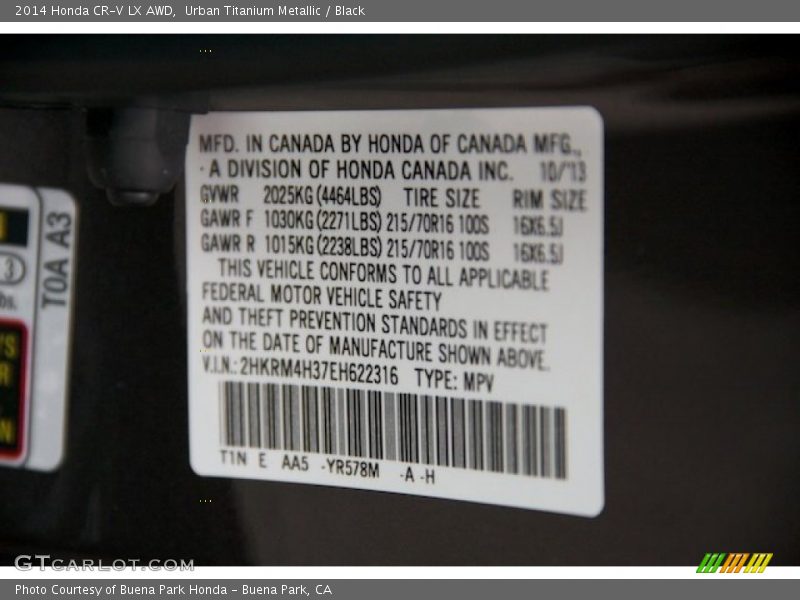 2014 Honda CR-V LX AWD, Urban Titanium Metallic / Black
MFD. IN CANADA BY HONDA OF CANADA MFG.,
A DIVISION OF HONDA CANADA INC. 10/'13
GVWR 2025KG (4464LBS) TIRE SIZE RIM SIZE
GAWR F 1030KG (2271LBS) 215/70R16 100S 16X6.5J
GAWR R 1015KG (2238LBS) 215/70R16 100S 16X6.5J
THIS VEHICLE CONFORMS TO ALL APPLICABLE
FEDERAL MOTOR VEHICLE SAFETY
AND THEFT PREVENTION STANDARDS IN EFFECT
ON THE DATE OF MANUFACTURE SHOWN ABOVE.
V.I.N.: 2HKRM4H37EH622316 TYPE: MPV
T1N E AA5 -YR578M -A -H
T0A A3
3
GTCARLOT.COM
Photo Courtesy of Buena Park Honda - Buena Park, CA